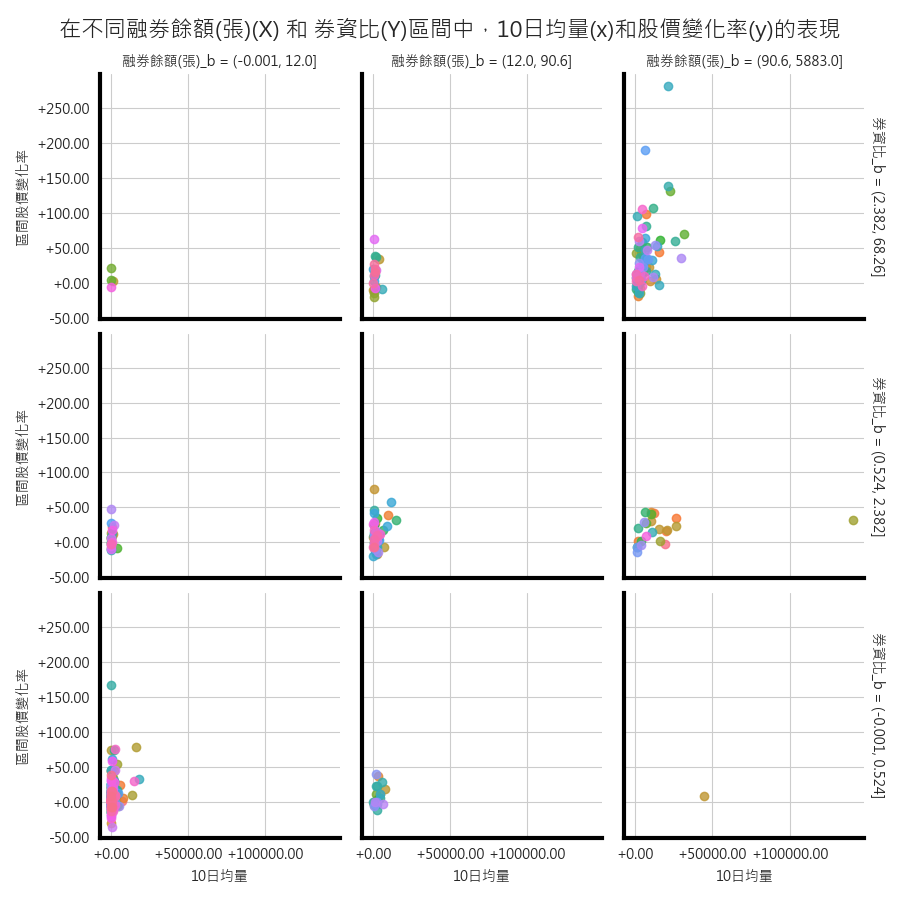 在不同融券餘額(張)(X) 和 券資比(Y)區間中，10日均量(x)和股價變化率(y)的表現
融券餘額(張)_b = (-0.001, 12.0]
融券餘額(張)_b = (12.0, 90.6]
融券餘額(張)_b = (90.6, 5883.0]
+250.00
+200.00
+150.00
+100.00
+50.00
+0.00
-50.00
區間股價變化率
券資比_b = (2.382, 68.26]
+250.00
+200.00
+150.00
+100.00
+50.00
+0.00
-50.00
區間股價變化率
券資比_b = (0.524, 2.382]
+250.00
+200.00
+150.00
+100.00
+50.00
+0.00
-50.00
區間股價變化率
券資比_b = (-0.001, 0.524]
+0.00 +50000.00 +100000.00
+0.00 +50000.00 +100000.00
+0.00 +50000.00 +100000.00
10日均量
10日均量
10日均量